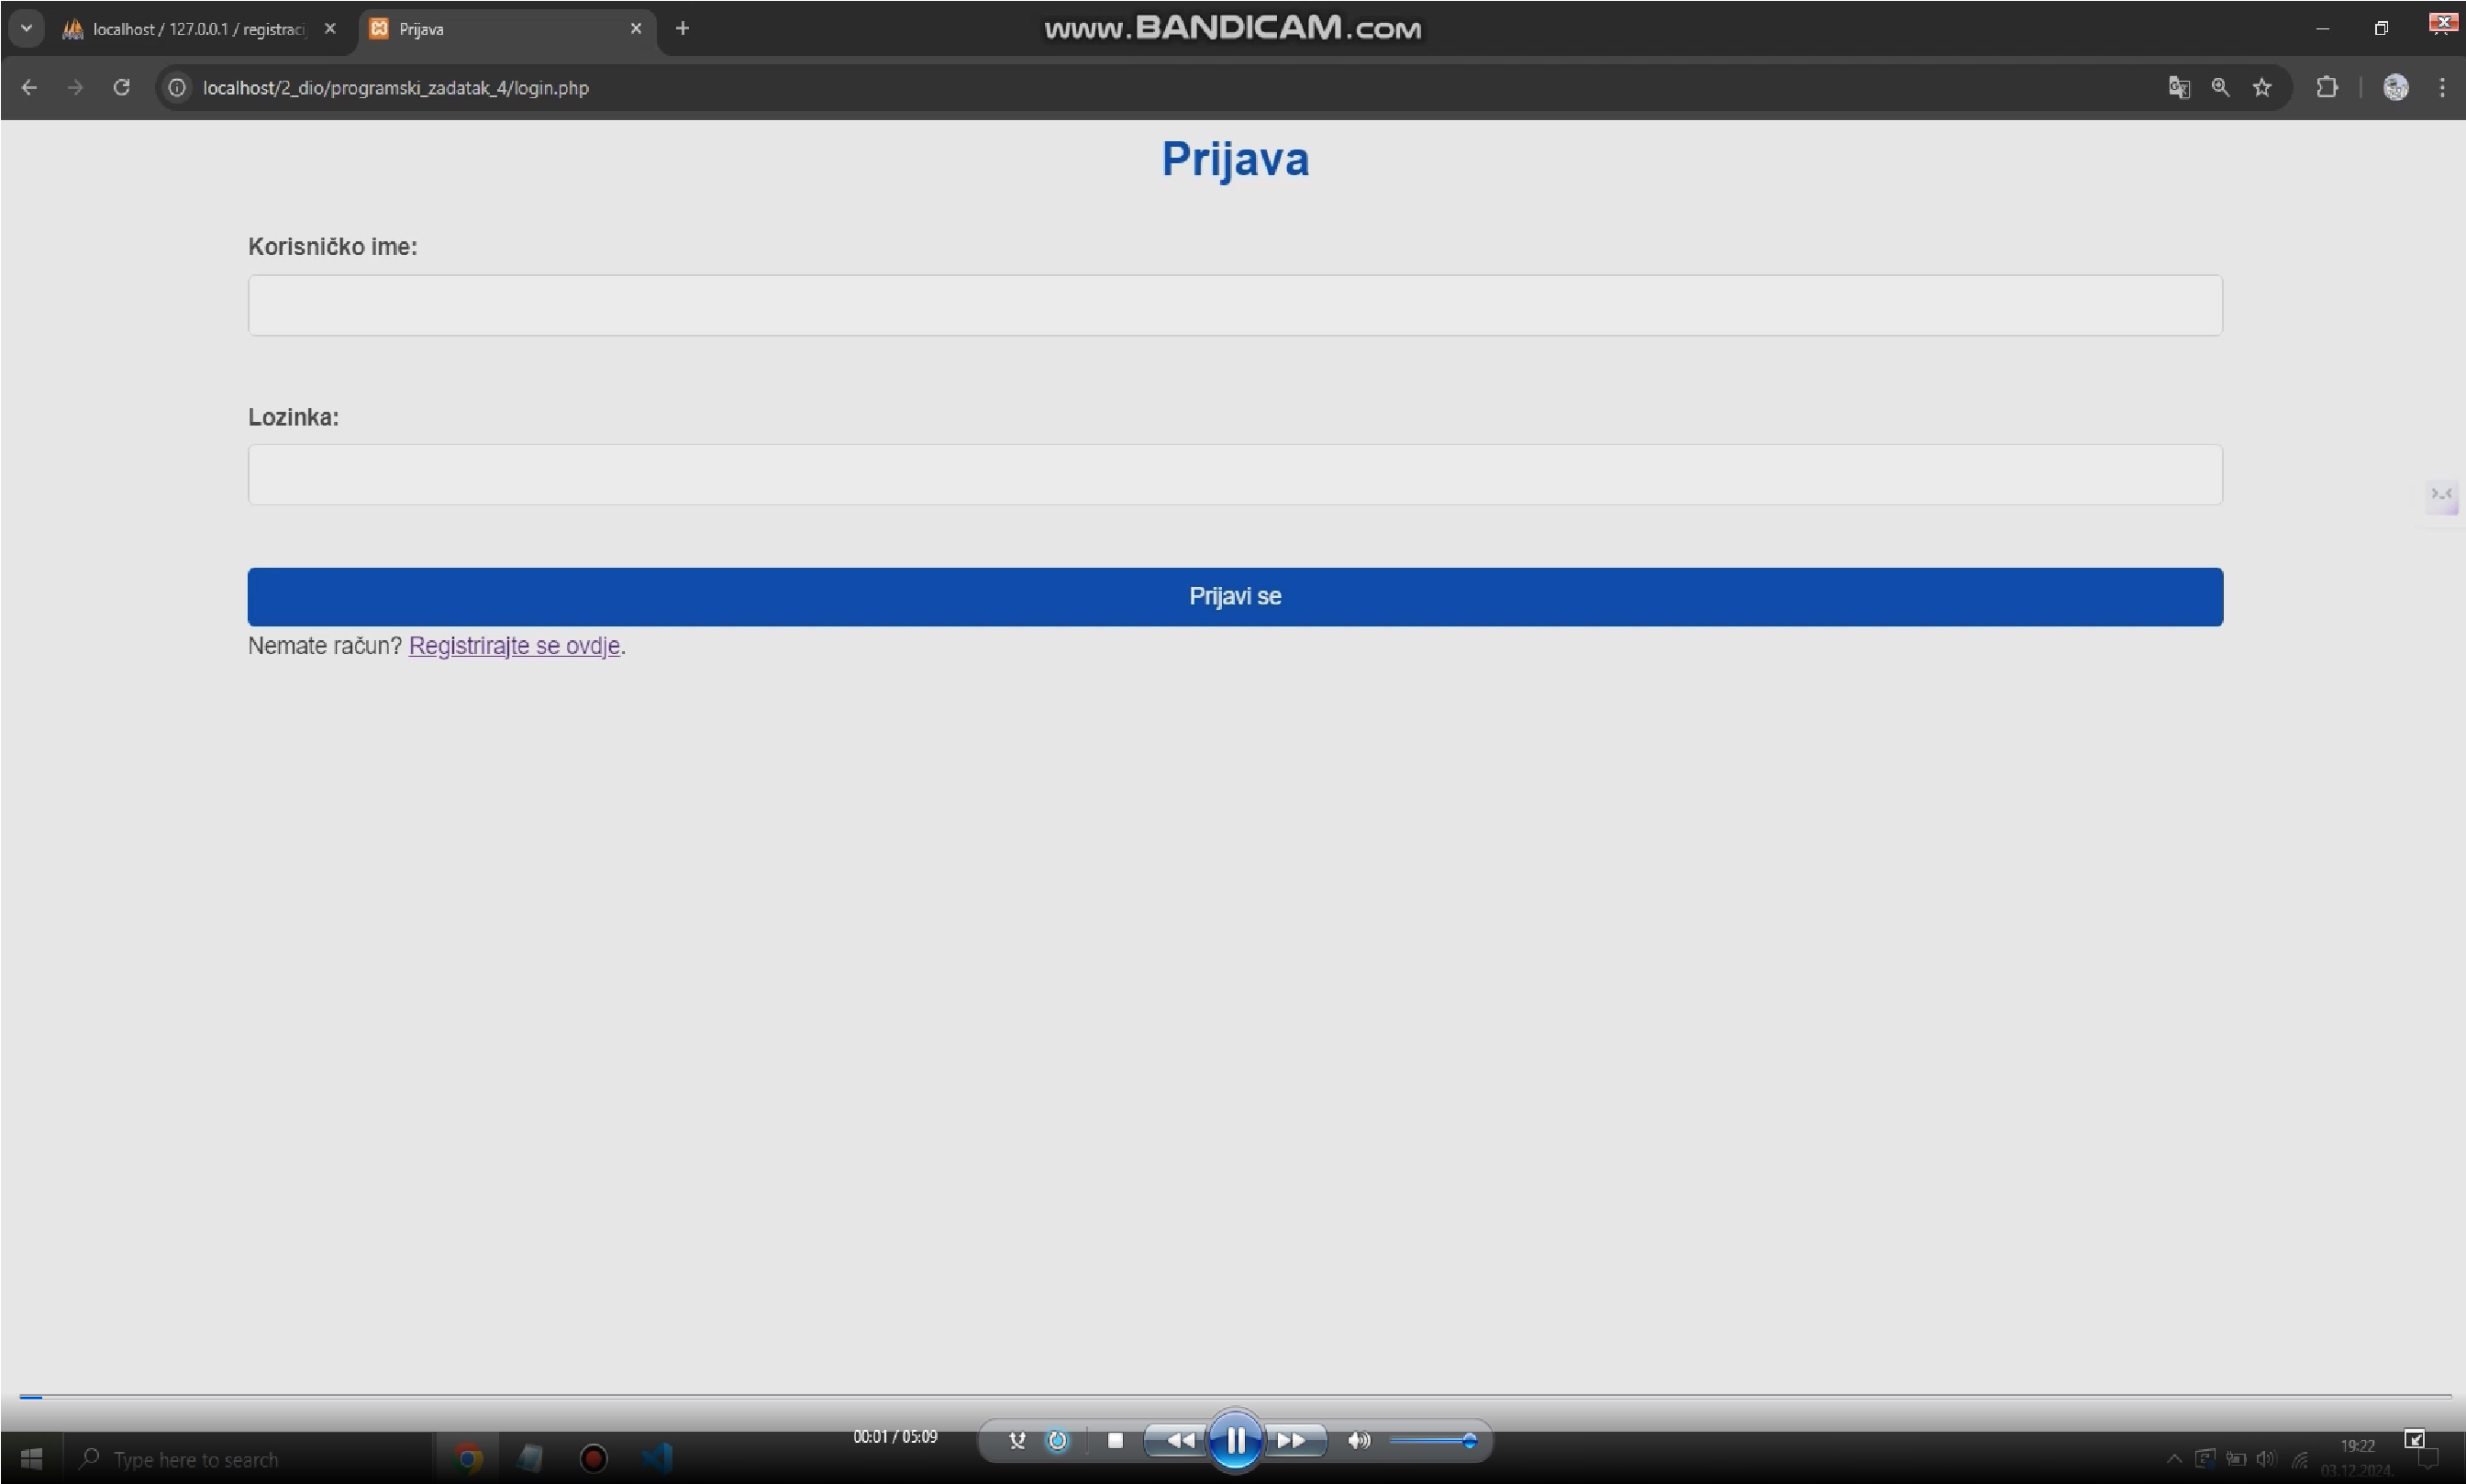 localhost / 127.0.0.1 / registracij
Prijava
www.BANDICAM.com
localhost/2_dio/programski_zadatak_4/login.php
Prijava
Korisničko ime:
Lozinka:
Prijavi se
Nemate račun? Registrirajte se ovdje.
00:01 / 05:09
Type here to search
19:22
03.12.2024.